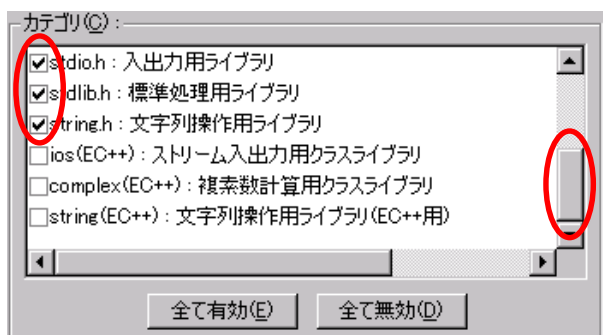 カテゴリ(C):
stdio.h : 入出力用ライブラリ
stdlib.h : 標準処理用ライブラリ
string.h : 文字列操作用ライブラリ
ios(EC++) : ストリーム入出力用クラスライブラリ
complex(EC++) : 複素数計算用クラスライブラリ
string(EC++) : 文字列操作用ライブラリ(EC++用)
全て有効(E) 全て無効(D)